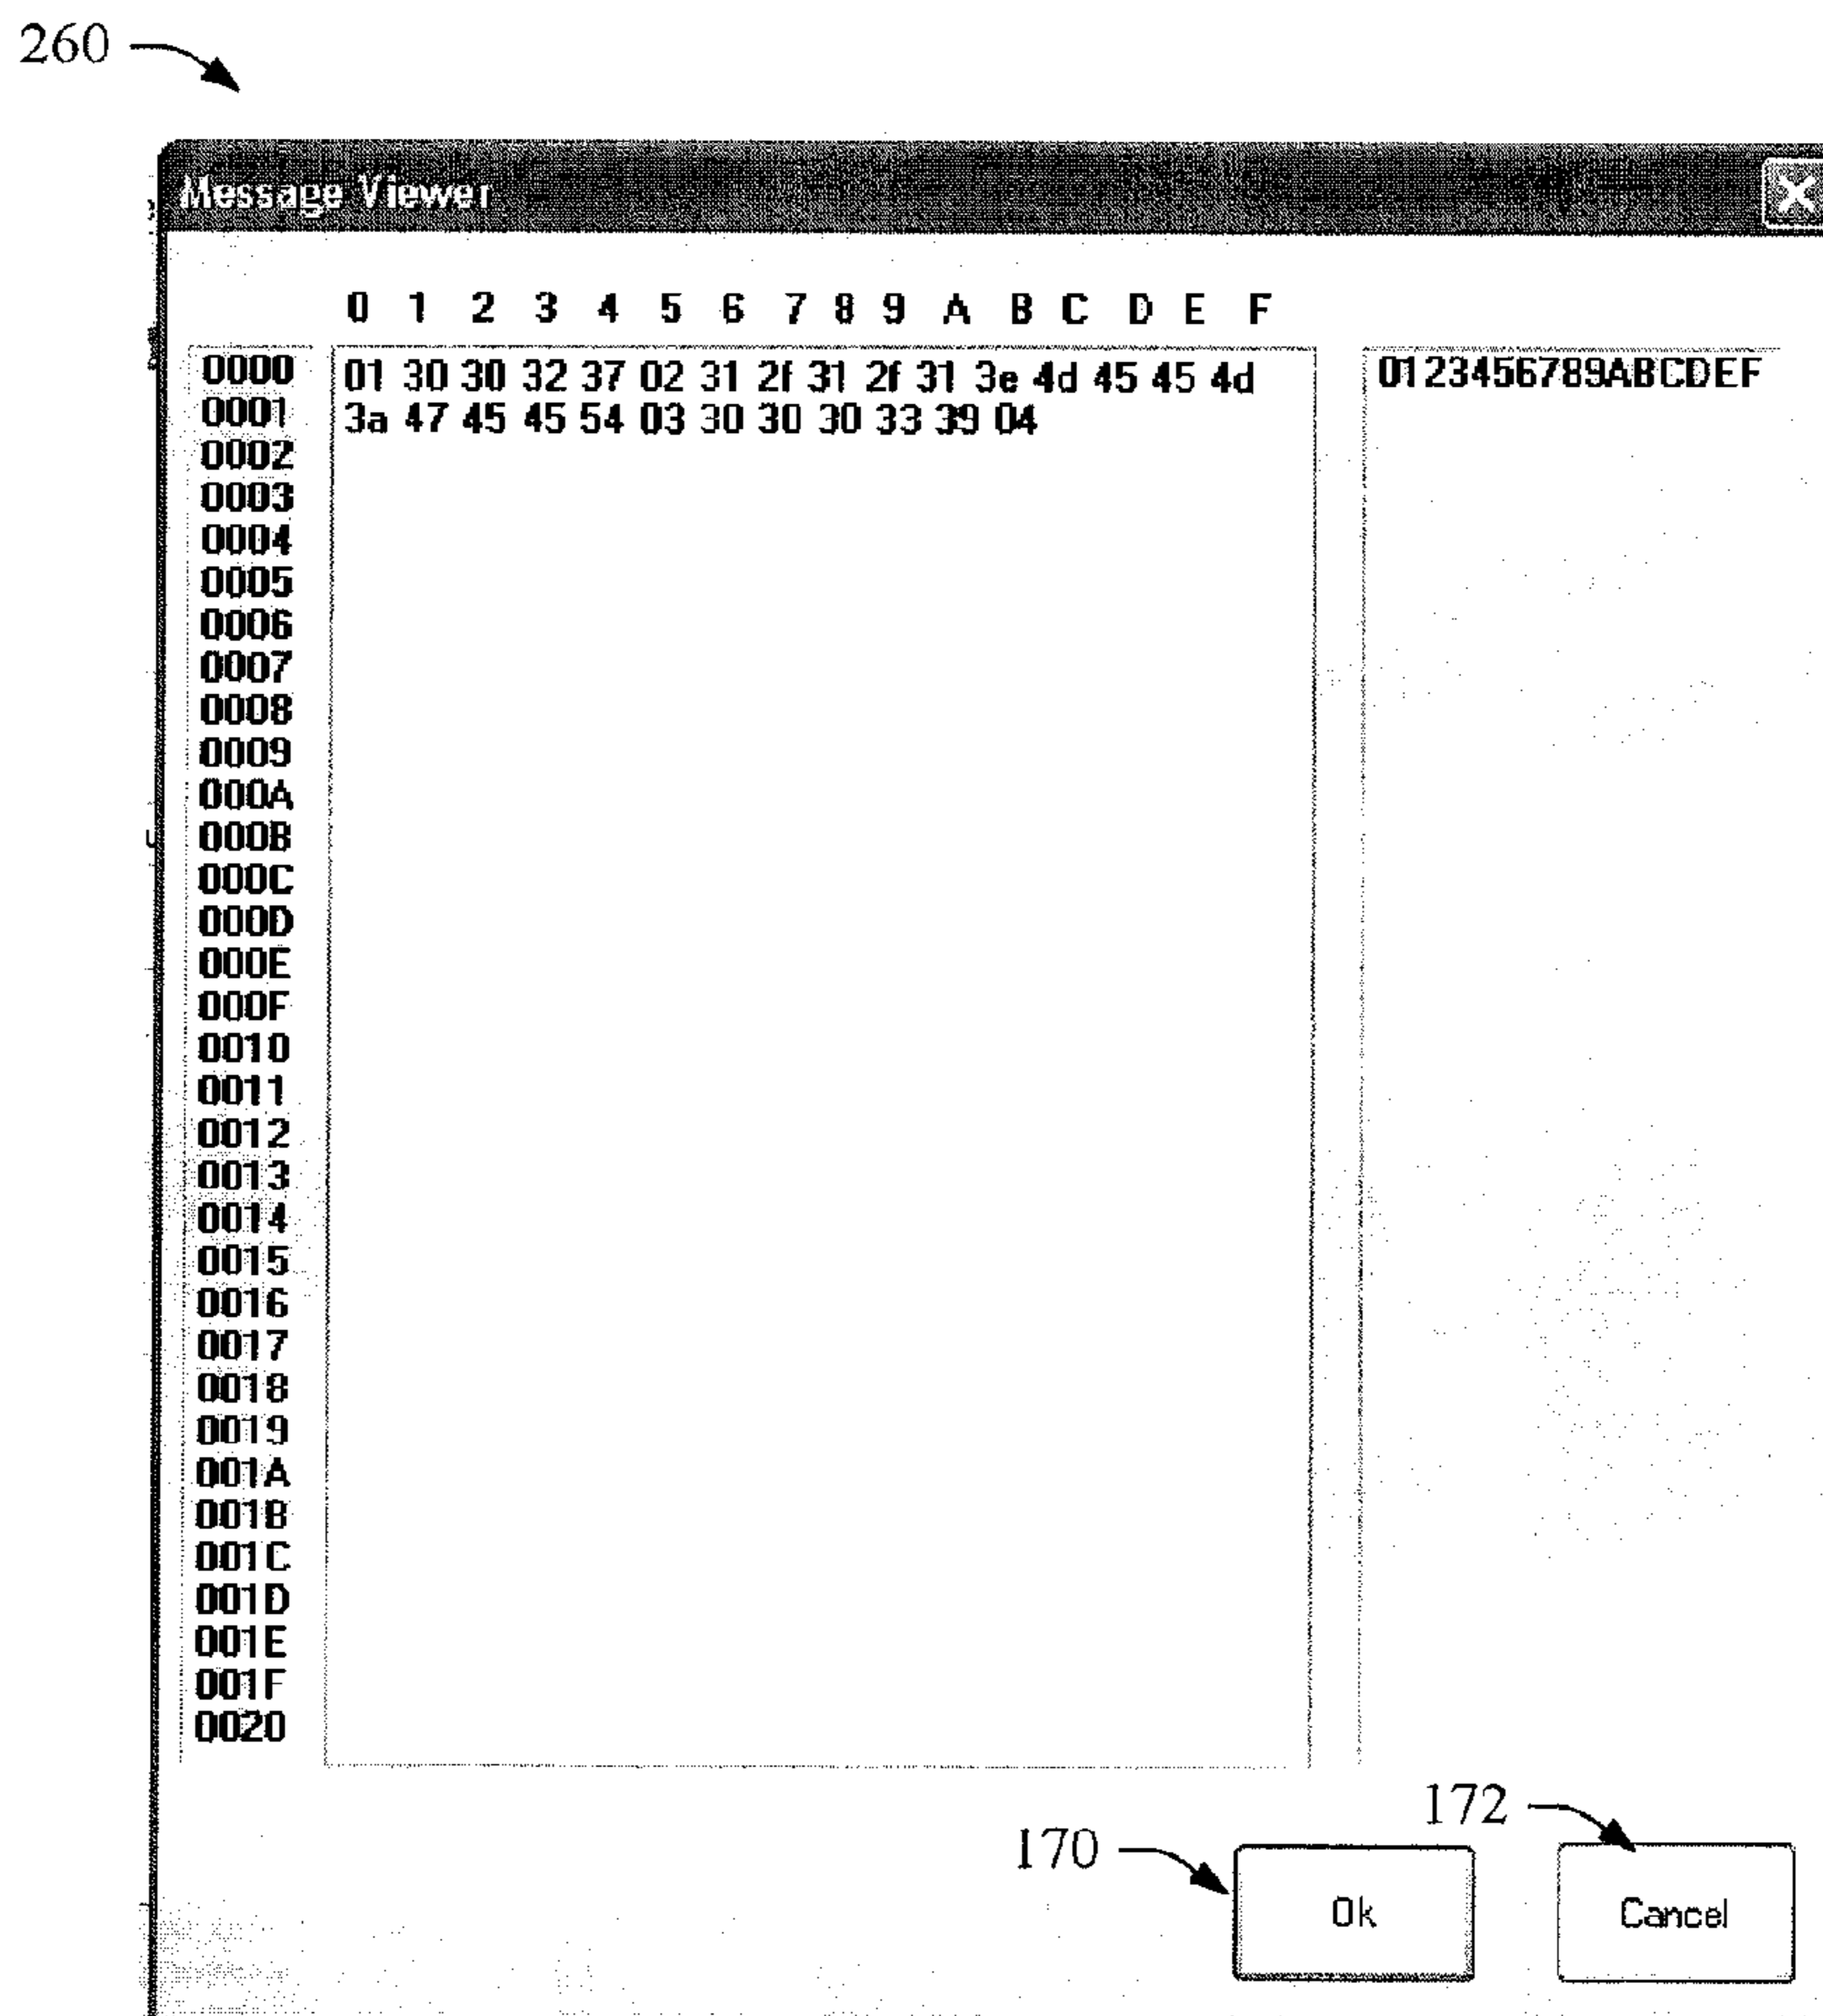 260
Message Viewer
0 1 2 3 4 5 6 7 8 9 A B C D E F
0000 01 30 30 32 37 02 31 2f 31 2f 31 3e 4d 45 45 4d 0123456789ABCDEF
0001 3a 47 45 45 54 03 30 30 30 33 39 04
0002
0003
0004
0005
0006
0007
0008
0009
000A
000B
000C
000D
000E
000F
0010
0011
0012
0013
0014
0015
0016
0017
0018
0019
001A
001B
001C
001D
001E
001F
0020
172
170
Ok Cancel